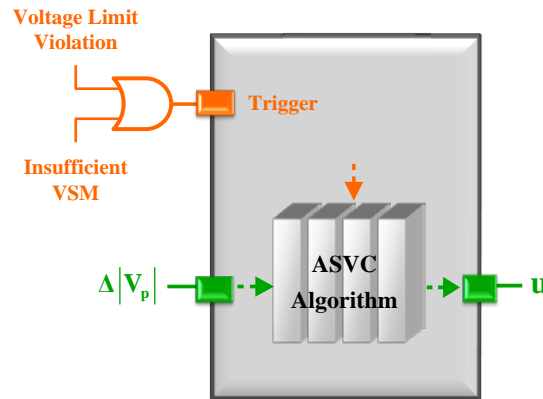 Voltage Limit
Violation
Trigger
Insufficient
VSM
ASVC
Algorithm
Δ|Vₚ|
u